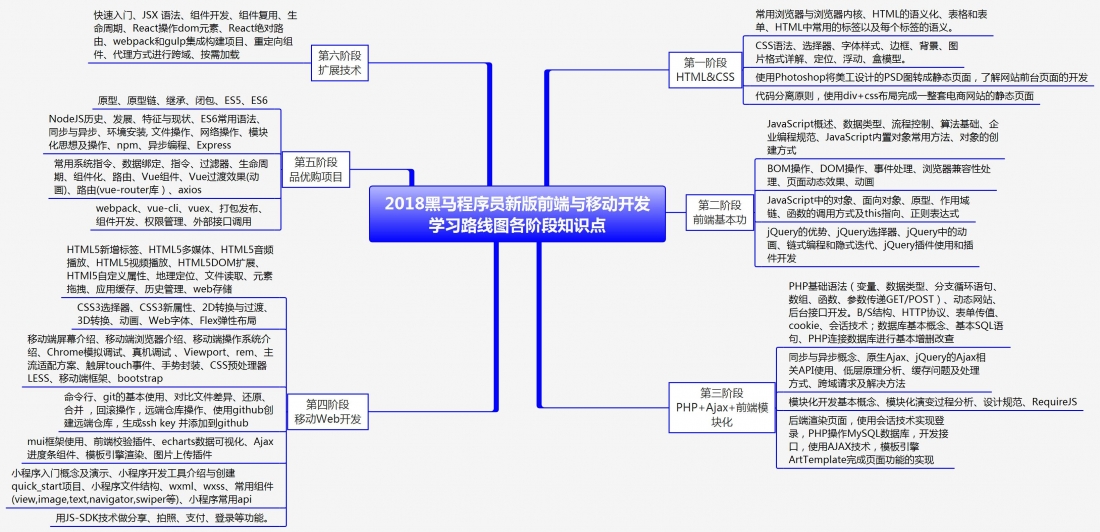 2018黑马程序员新版前端与移动开发
学习路线图各阶段知识点
第一阶段
HTML&CSS
常用浏览器与浏览器内核、HTML的语义化、表格和表
单、HTML中常用的标签以及每个标签的语义。
CSS语法、选择器、字体样式、边框、背景、图
片格式详解、定位、浮动、盒模型。
使用Photoshop将美工设计的PSD图转成静态页面，了解网站前台页面的开发
代码分离原则，使用div+css布局完成一整套电商网站的静态页面
第二阶段
前端基本功
JavaScript概述、数据类型、流程控制、算法基础、企
业编程规范、JavaScript内置对象常用方法、对象的创
建方式
BOM操作、DOM操作、事件处理、浏览器兼容性处
理、页面动态效果、动画
JavaScript中的对象、面向对象、原型、作用域
链、函数的调用方式及this指向、正则表达式
jQuery的优势、jQuery选择器、jQuery中的动
画、链式编程和隐式迭代、jQuery插件使用和插
件开发
第三阶段
PHP+Ajax+前端模
块化
PHP基础语法（变量、数据类型、分支循环语句、
数组、函数、参数传递GET/POST）、动态网站、
后台接口开发。B/S结构、HTTP协议、表单传值、
cookie、会话技术；数据库基本概念、基本SQL语
句、PHP连接数据库进行基本增删改查
同步与异步概念、原生Ajax、jQuery的Ajax相
关API使用、低层原理分析、缓存问题及处理
方式、跨域请求及解决方法
模块化开发基本概念、模块化演变过程分析、设计规范、RequireJS
后端渲染页面，使用会话技术实现登
录，PHP操作MySQL数据库，开发接
口，使用AJAX技术，模板引擎
ArtTemplate完成页面功能的实现
第四阶段
移动Web开发
HTML5新增标签、HTML5多媒体、HTML5音频
播放、HTML5视频播放、HTML5DOM扩展、
HTMl5自定义属性、地理定位、文件读取、元素
拖拽、应用缓存、历史管理、web存储
CSS3选择器、CSS3新属性、2D转换与过渡、
3D转换、动画、Web字体、Flex弹性布局
移动端屏幕介绍、移动端浏览器介绍、移动端操作系统介
绍、Chrome模拟调试、真机调试 、Viewport、rem、主
流适配方案、触屏touch事件、手势封装、CSS预处理器
LESS、移动端框架、bootstrap
命令行、git的基本使用、对比文件差异、还原、
合并 ，回滚操作，远端仓库操作、使用github创
建远端仓库，生成ssh key 并添加到github
mui框架使用、前端校验插件、echarts数据可视化、Ajax
进度条组件、模板引擎渲染、图片上传插件
小程序入门概念及演示、小程序开发工具介绍与创建
quick_start项目、小程序文件结构、wxml、wxss、常用组件
(view,image,text,navigator,swiper等)、小程序常用api
用JS-SDK技术做分享、拍照、支付、登录等功能。
第五阶段
品优购项目
原型、原型链、继承、闭包、ES5、ES6
NodeJS历史、发展、特征与现状、ES6常用语法、
同步与异步、环境安装, 文件操作、网络操作、模块
化思想及操作、npm、异步编程、Express
常用系统指令、数据绑定、指令、过滤器、生命周
期、组件化、路由、Vue组件、Vue过渡效果(动
画)、路由(vue-router库 )、axios
webpack、vue-cli、vuex、打包发布、
组件开发、权限管理、外部接口调用
第六阶段
扩展技术
快速入门、JSX 语法、组件开发、组件复用、生
命周期、React操作dom元素、React绝对路
由、webpack和gulp集成构建项目、重定向组
件、代理方式进行跨域、按需加载